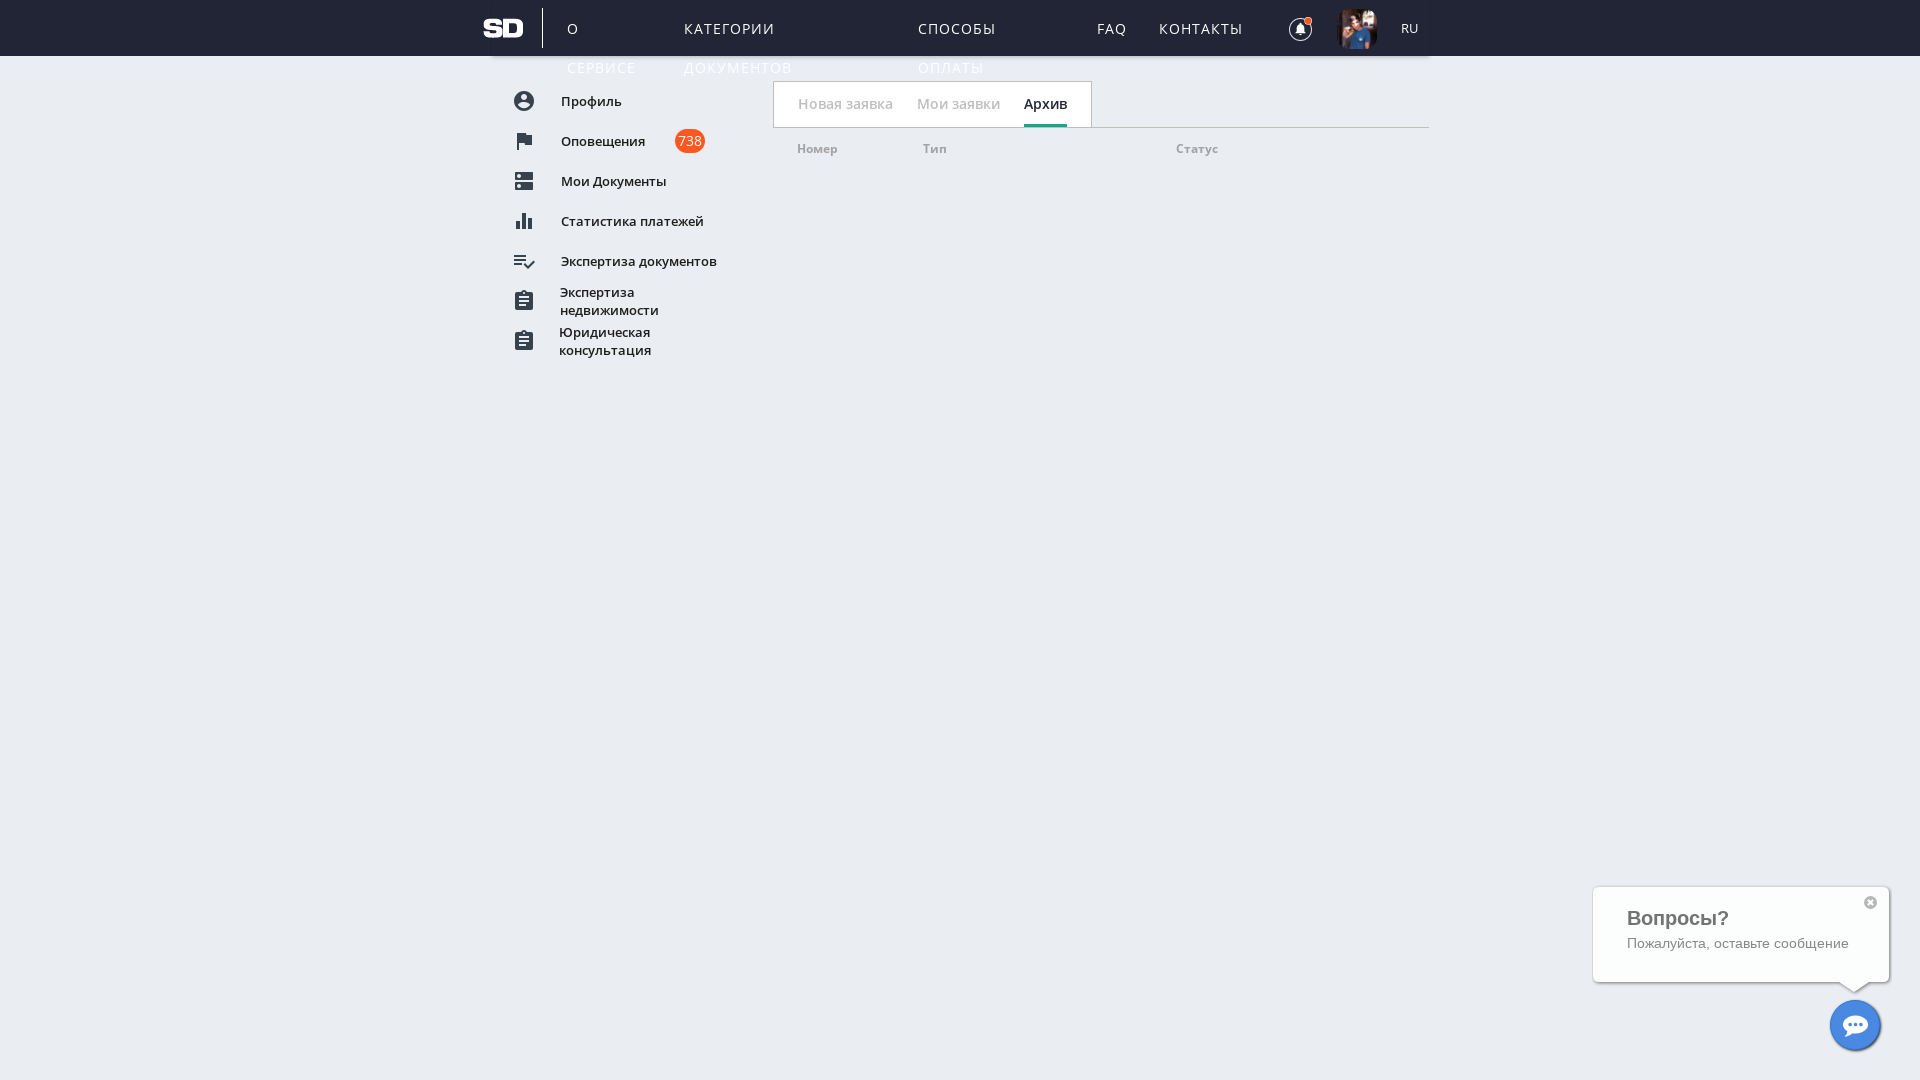 SD
О КАТЕГОРИИ СПОСОБЫ FAQ КОНТАКТЫ RU
СЕРВИСЕ ДОКУМЕНТОВ ОПЛАТЫ
Профиль
Оповещения 738
Мои Документы
Статистика платежей
Экспертиза документов
Экспертиза
недвижимости
Юридическая
консультация
Новая заявка Мои заявки Архив
Номер Тип Статус
Вопросы?
Пожалуйста, оставьте сообщение